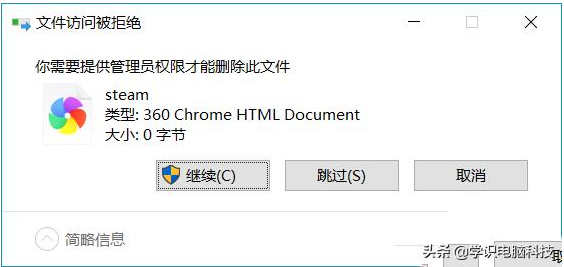 文件访问被拒绝
你需要提供管理员权限才能删除此文件
steam
类型: 360 Chrome HTML Document
大小: 0 字节
继续(C)
跳过(S)
取消
简略信息
头条 @学识电脑科技